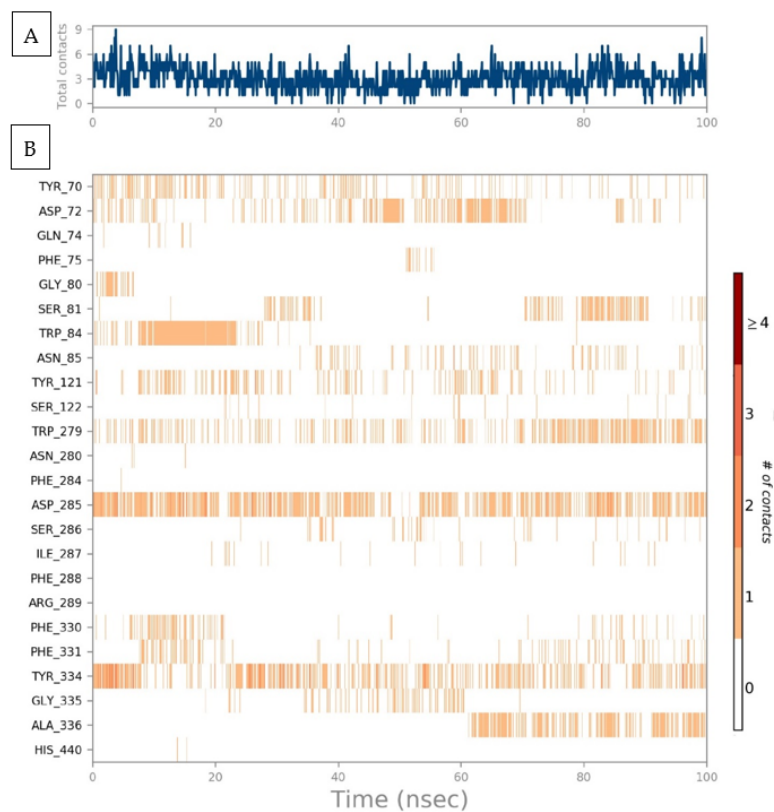 A
Total contacts
9
6
3
0
0 20 40 60 80 100
B
TYR_70
ASP_72
GLN_74
PHE_75
GLY_80
SER_81
TRP_84
ASN_85
TYR_121
SER_122
TRP_279
ASN_280
PHE_284
ASP_285
SER_286
ILE_287
PHE_288
ARG_289
PHE_330
PHE_331
TYR_334
GLY_335
ALA_336
HIS_440
0 20 40 60 80 100
Time (nsec)
≥4
3
2
1
0
# of contacts